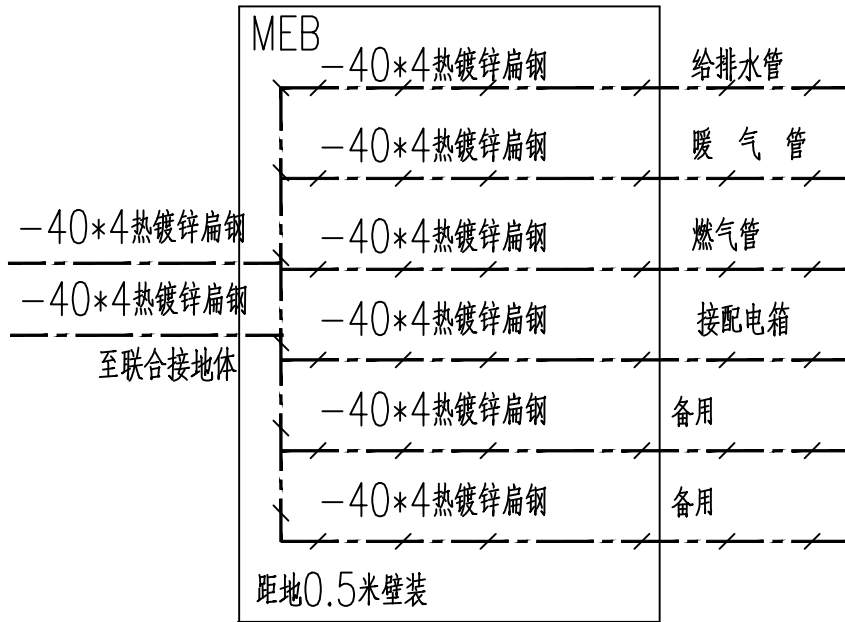 MEB
-40*4热镀锌扁钢 给排水管
-40*4热镀锌扁钢 暖 气 管
-40*4热镀锌扁钢
-40*4热镀锌扁钢 燃气管
-40*4热镀锌扁钢
-40*4热镀锌扁钢 接配电箱
至联合接地体
-40*4热镀锌扁钢 备用
-40*4热镀锌扁钢 备用
距地0.5米壁装